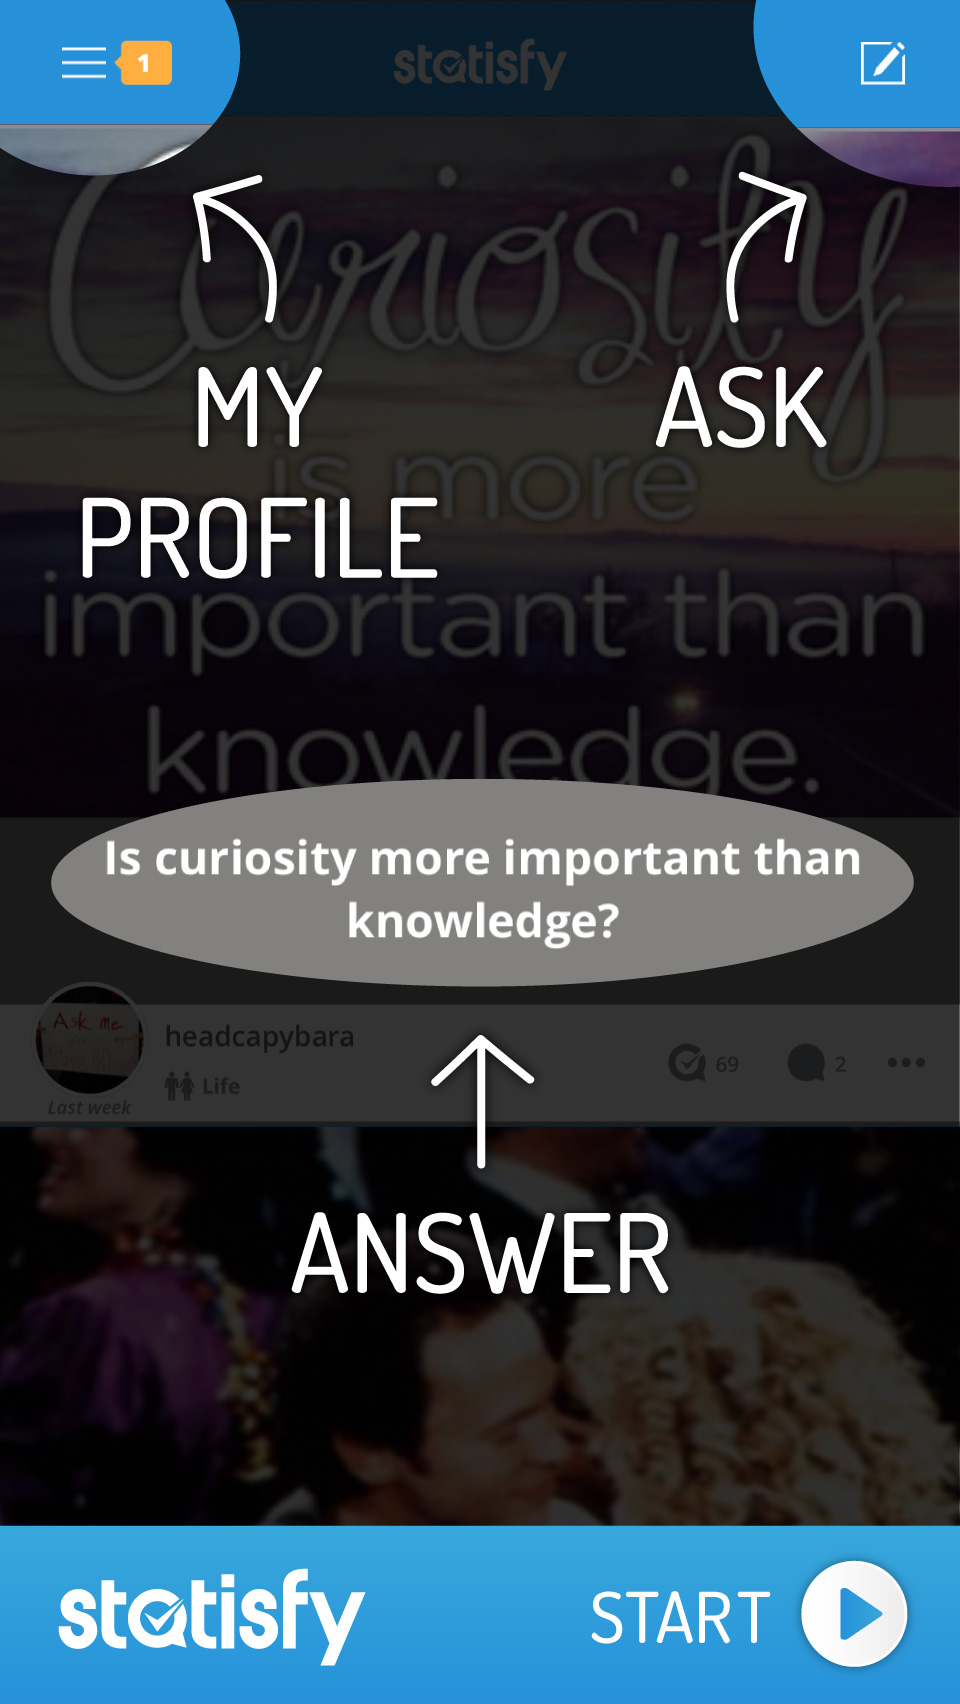 1
statisfy
Curiosity
is more
important than
knowledge.
MY
PROFILE
ASK
Is curiosity more important than
knowledge?
Ask me
headcapybara
Life
Last week
69
2
ANSWER
statisfy
START